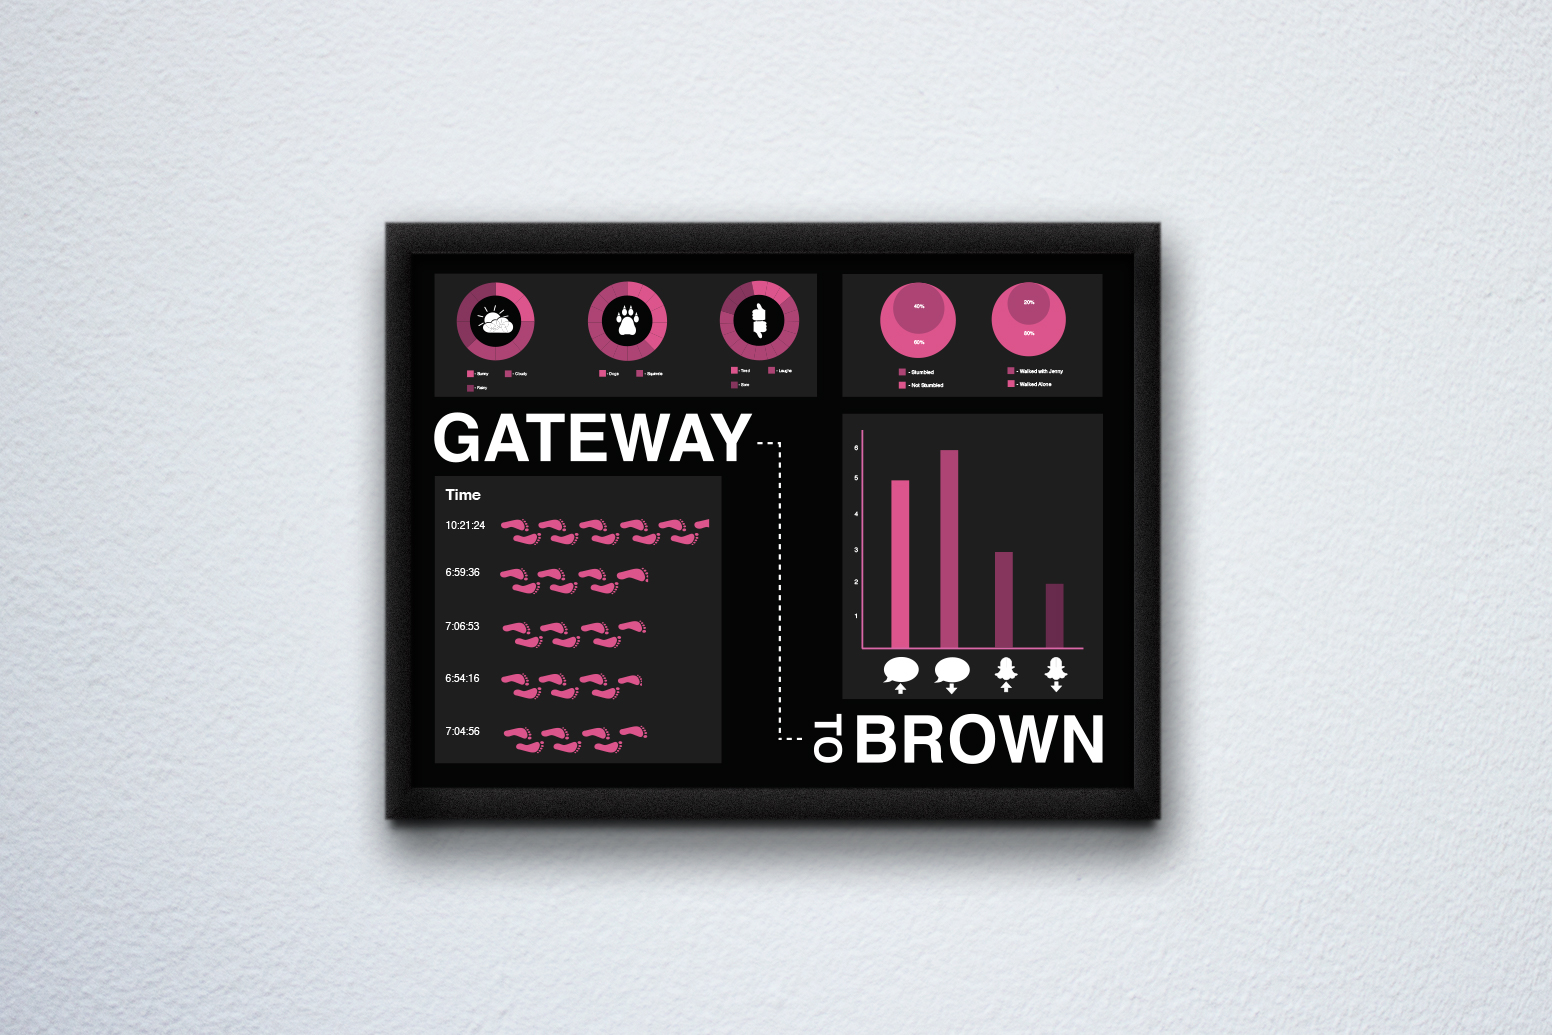 - Sunny
- Cloudy
- Rainy
- Dogs
- Squirrels
- Tired
- Laughs
- Sore
40%
60%
- Stumbled
- Not Stumbled
20%
80%
- Walked with Jenny
- Walked Alone
GATEWAY
Time
10:21:24
6:59:36
7:06:53
6:54:16
7:04:56
6
5
4
3
2
1
TO
BROWN